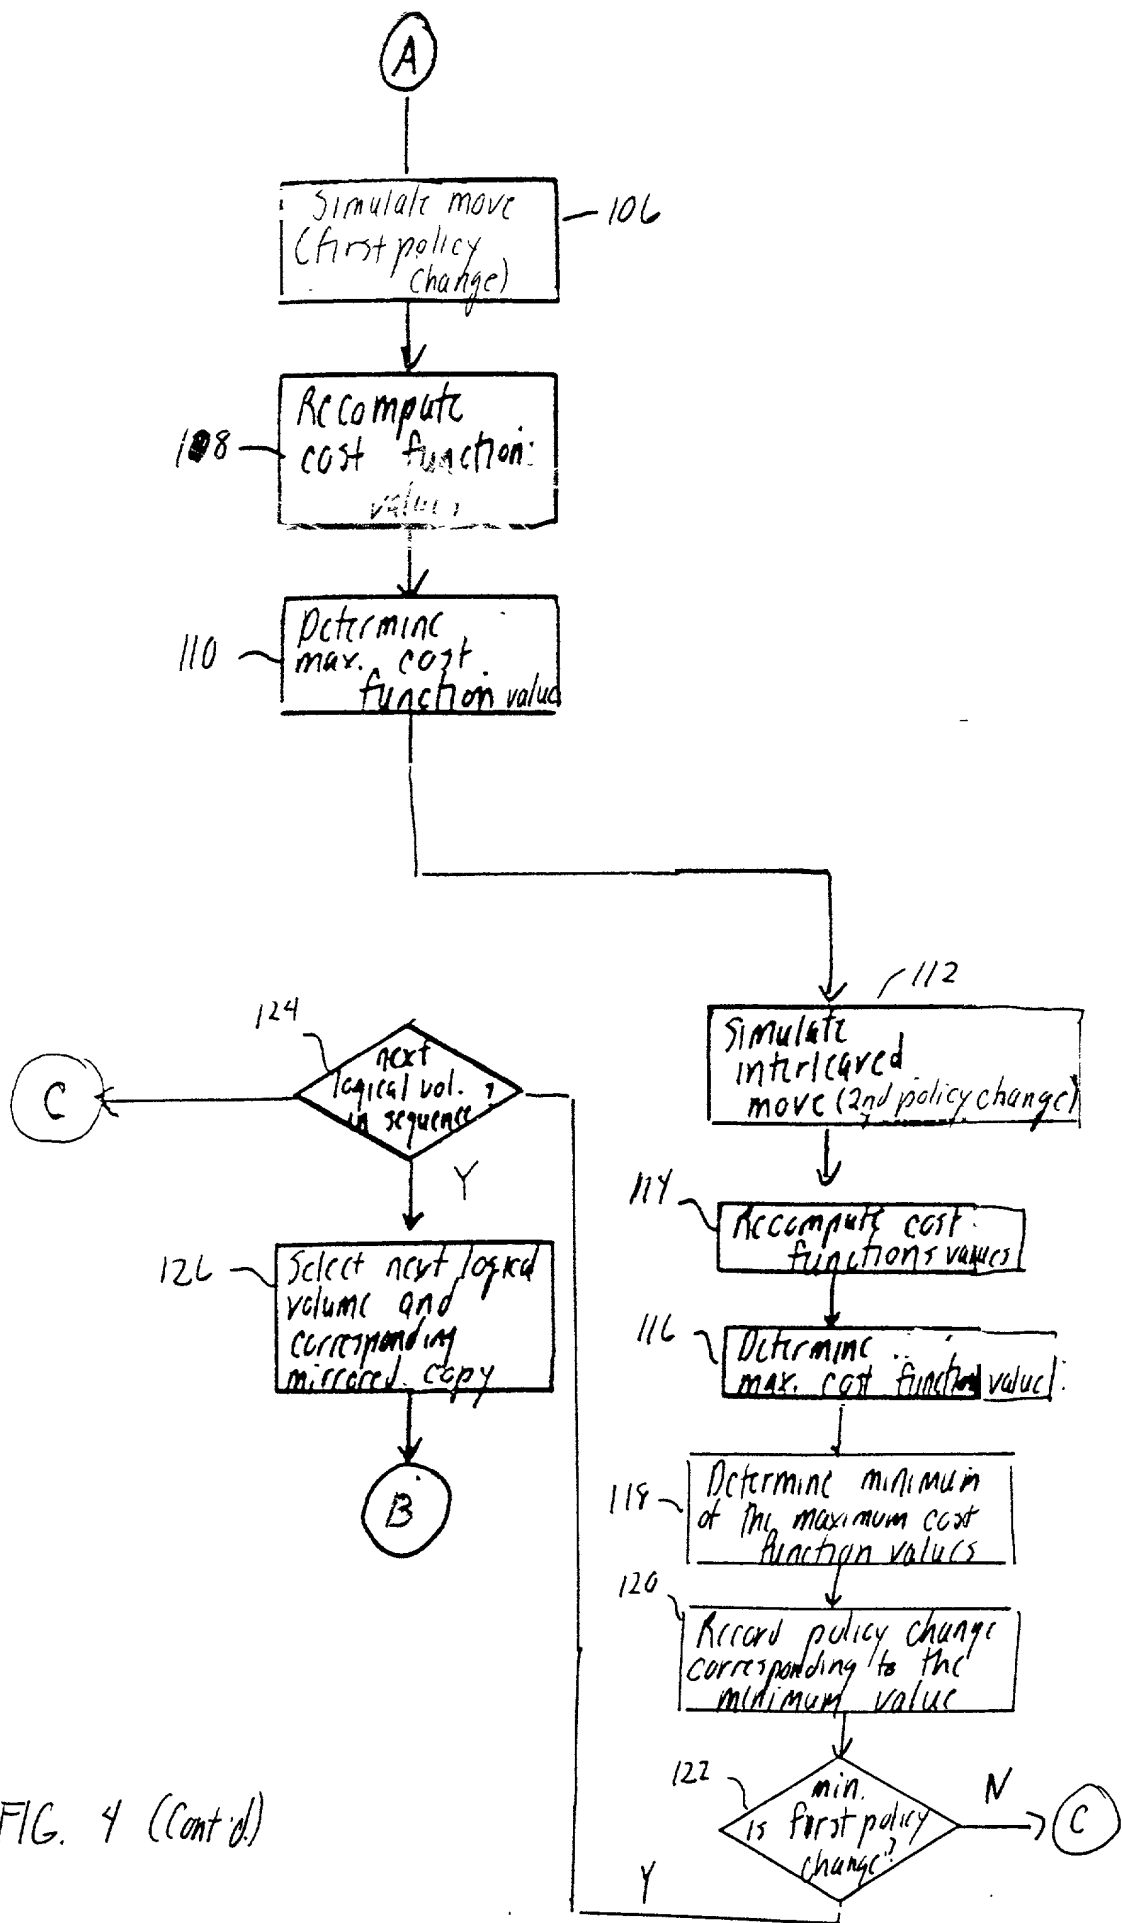 A
Simulate move
(first policy
change)
106
Recompute
cost function
values
108
Determine
max. cost
function value
110
112
Simulate
interleaved
move (2nd policy change)
124
next
logical vol.
in sequence?
C
Y
114
Recompute cost
functions values
126
Select next logical
volume and
corresponding
mirrored copy
116
Determine
max. cost function value
B
118
Determine minimum
of the maximum cost
function values
120
Record policy change
corresponding to the
minimum value
122
min.
is first policy
change?
N
C
Y
FIG. 4 (Cont'd.)